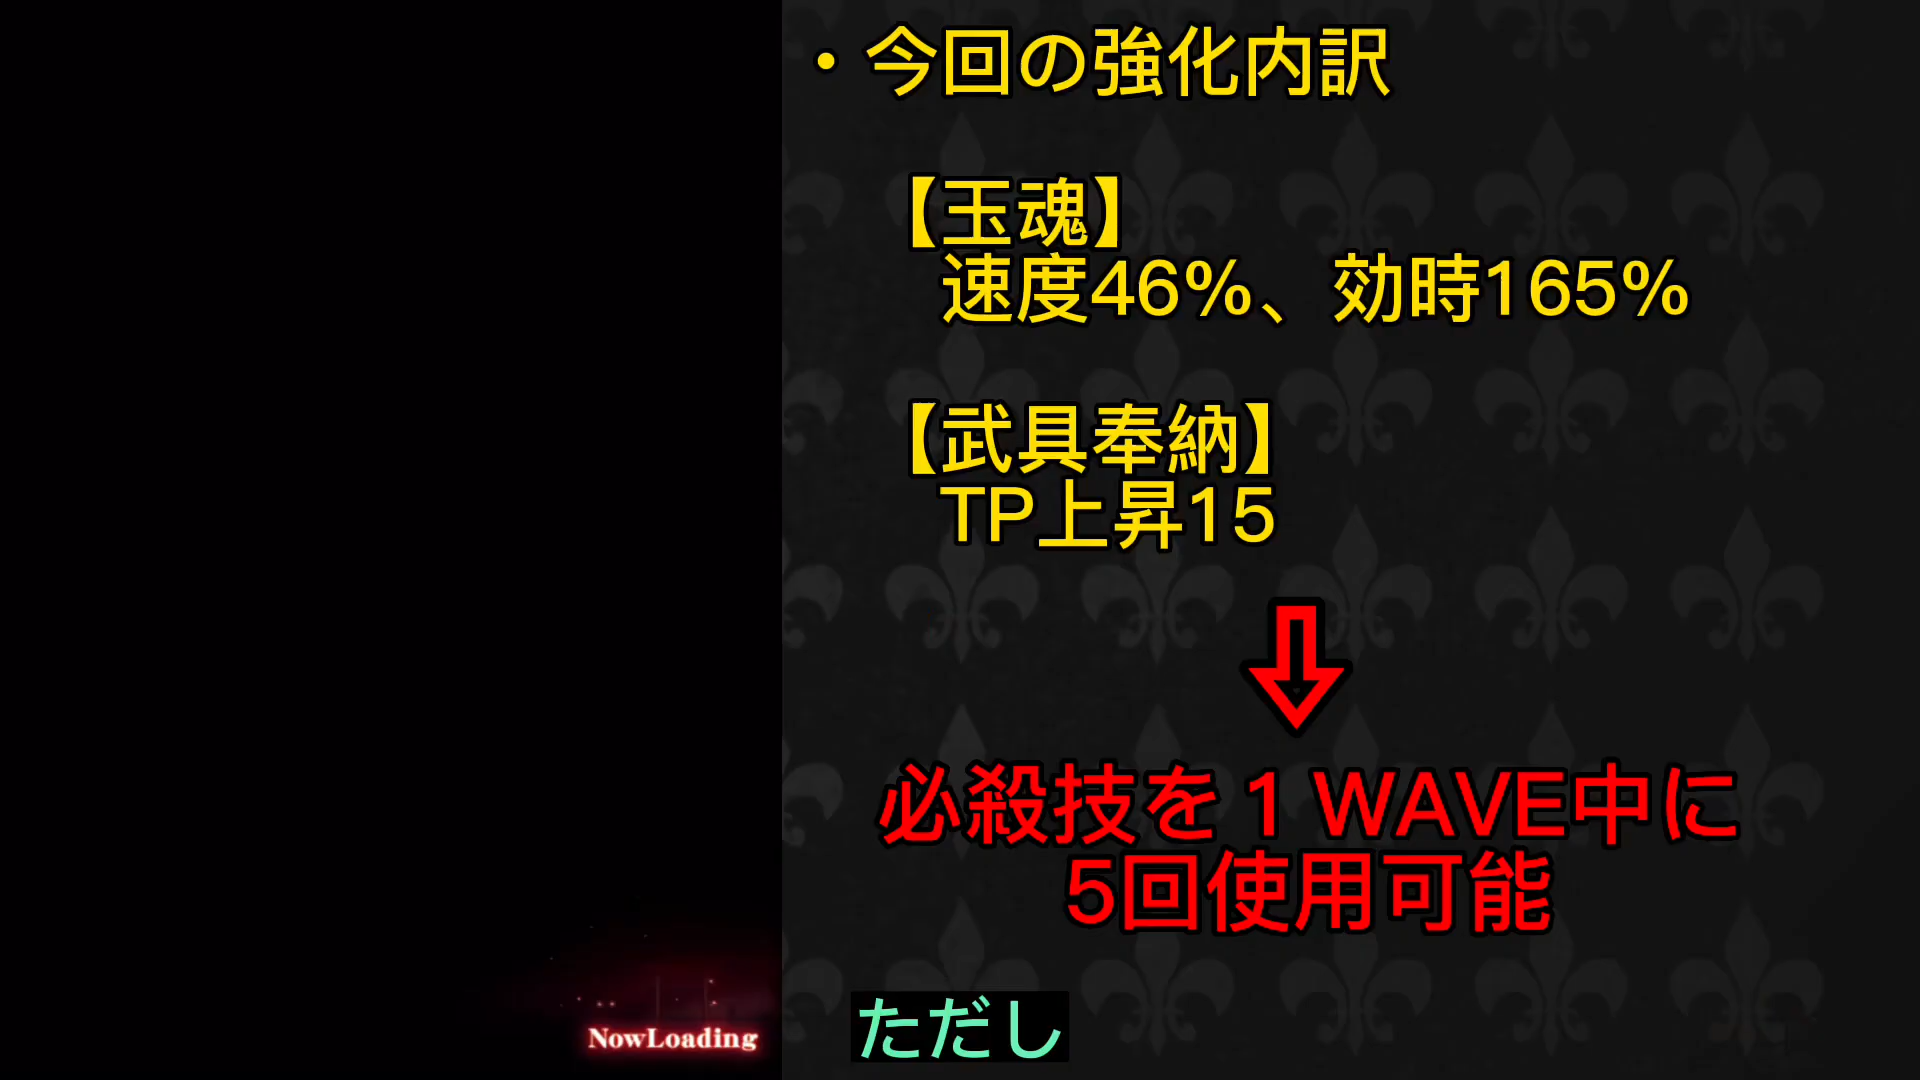 ・今回の強化内訳
【玉魂】
速度46%、効時165%
【武具奉納】
TP上昇15
必殺技を１WAVE中に
5回使用可能
ただし
NowLoading